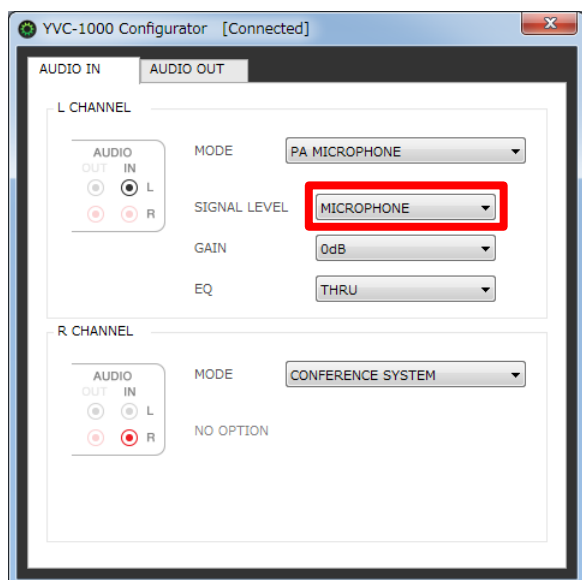 YVC-1000 Configurator [Connected]
AUDIO IN AUDIO OUT
L CHANNEL
AUDIO
OUT IN
L
R
MODE PA MICROPHONE
SIGNAL LEVEL MICROPHONE
GAIN 0dB
EQ THRU
R CHANNEL
AUDIO
OUT IN
L
R
MODE CONFERENCE SYSTEM
NO OPTION